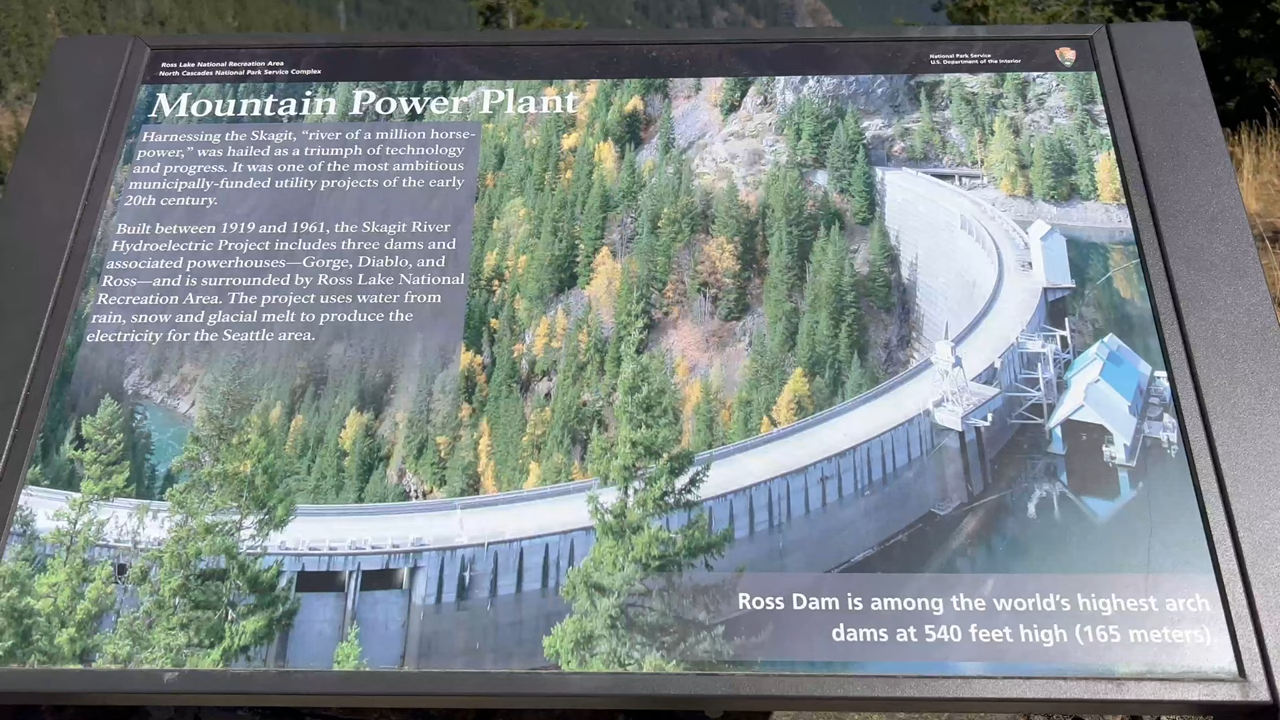 Ross Lake National Recreation Area
North Cascades National Park Service Complex
National Park Service
U.S. Department of the Interior
Mountain Power Plant
Harnessing the Skagit, “river of a million horse-
power,” was hailed as a triumph of technology
and progress. It was one of the most ambitious
municipally-funded utility projects of the early
20th century.
Built between 1919 and 1961, the Skagit River
Hydroelectric Project includes three dams and
associated powerhouses—Gorge, Diablo, and
Ross—and is surrounded by Ross Lake National
Recreation Area. The project uses water from
rain, snow and glacial melt to produce the
electricity for the Seattle area.
Ross Dam is among the world’s highest arch
dams at 540 feet high (165 meters)